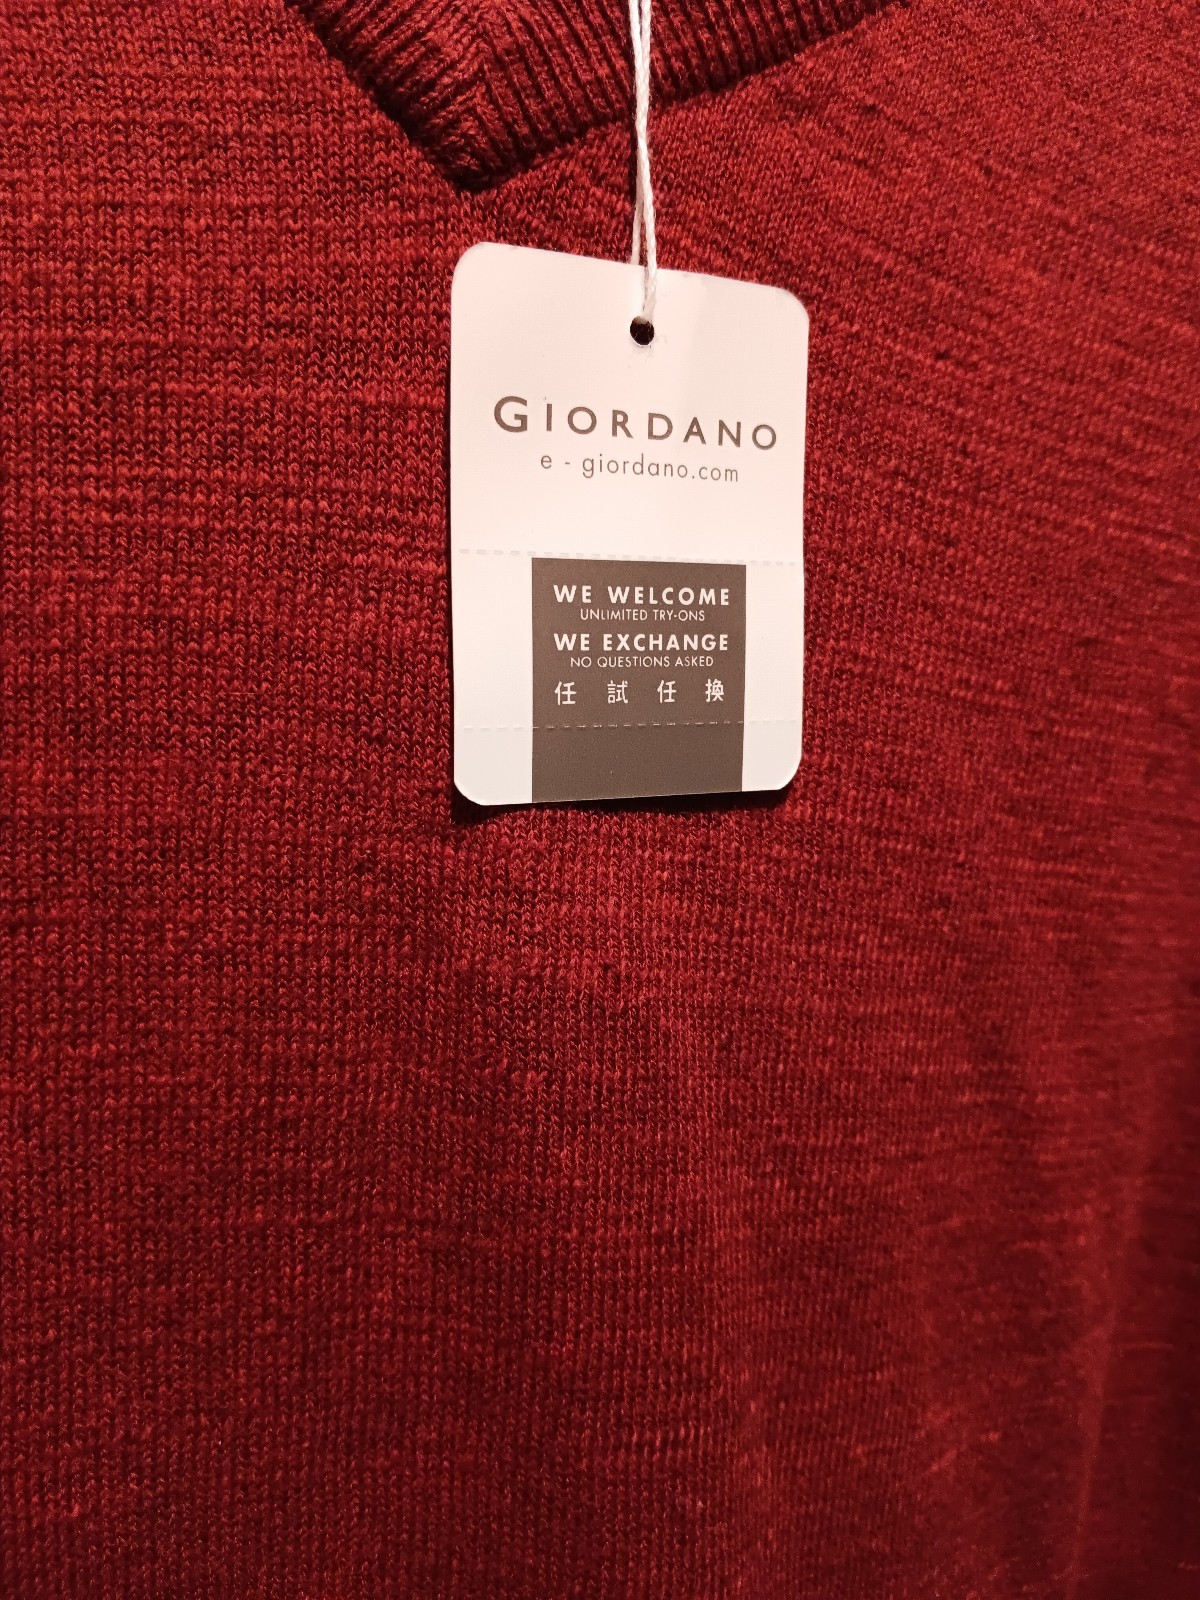 GIORDANO
e - giordano.com
WE WELCOME
UNLIMITED TRY-ONS
WE EXCHANGE
NO QUESTIONS ASKED
任 試 任 換